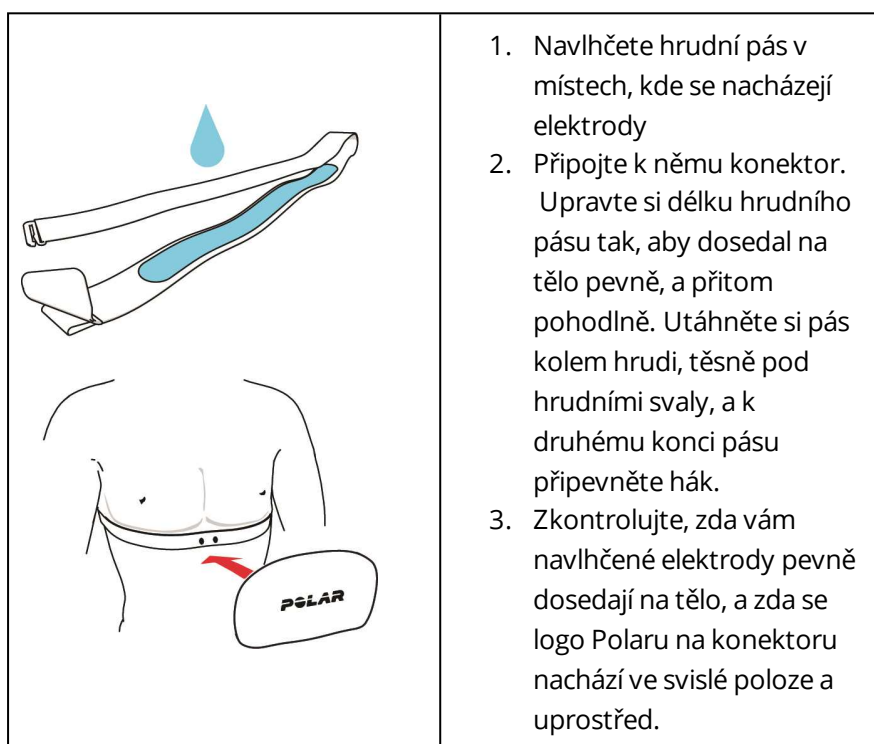 POLAR
1. Navlhčete hrudní pás v
místech, kde se nacházejí
elektrody
2. Připojte k němu konektor.
Upravte si délku hrudního
pásu tak, aby dosedal na
tělo pevně, a přitom
pohodlně. Utáhněte si pás
kolem hrudi, těsně pod
hrudními svaly, a k
druhému konci pásu
připevněte hák.
3. Zkontrolujte, zda vám
navlhčené elektrody pevně
dosedají na tělo, a zda se
logo Polaru na konektoru
nachází ve svislé poloze a
uprostřed.